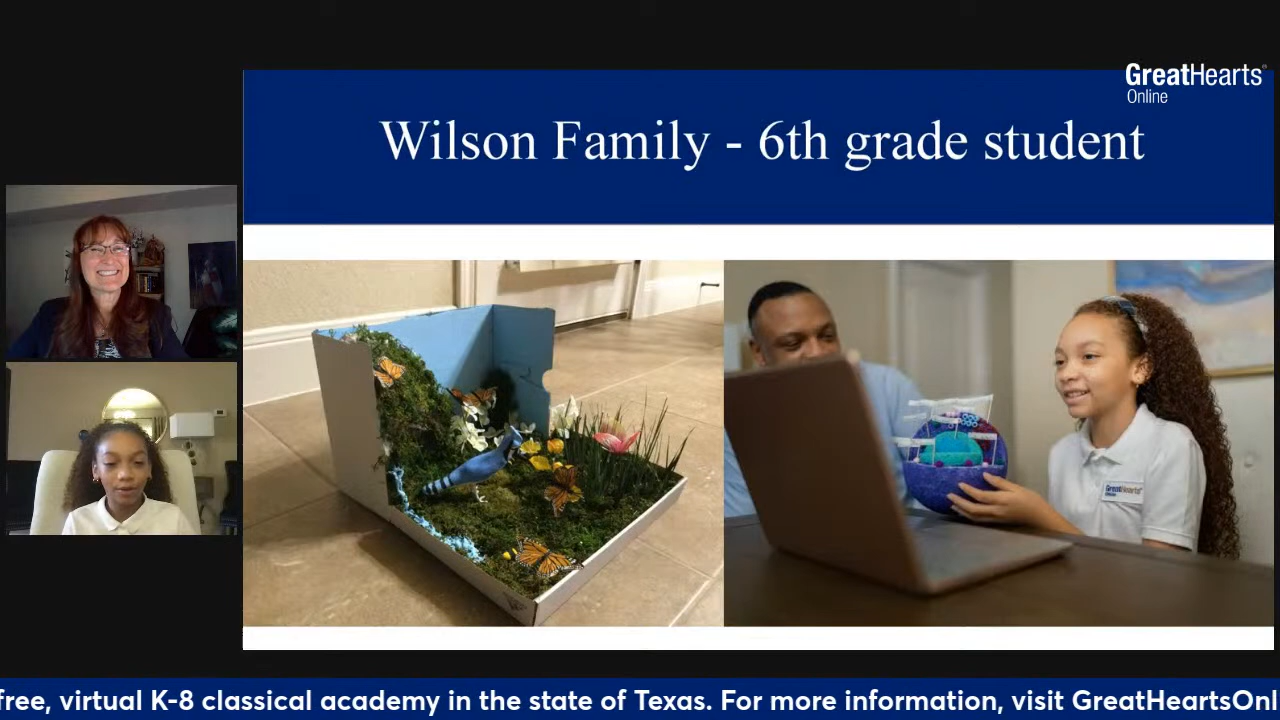 GreatHearts®
Online
Wilson Family - 6th grade student
GreatHearts
free, virtual K-8 classical academy in the state of Texas. For more information, visit GreatHeartsOnl